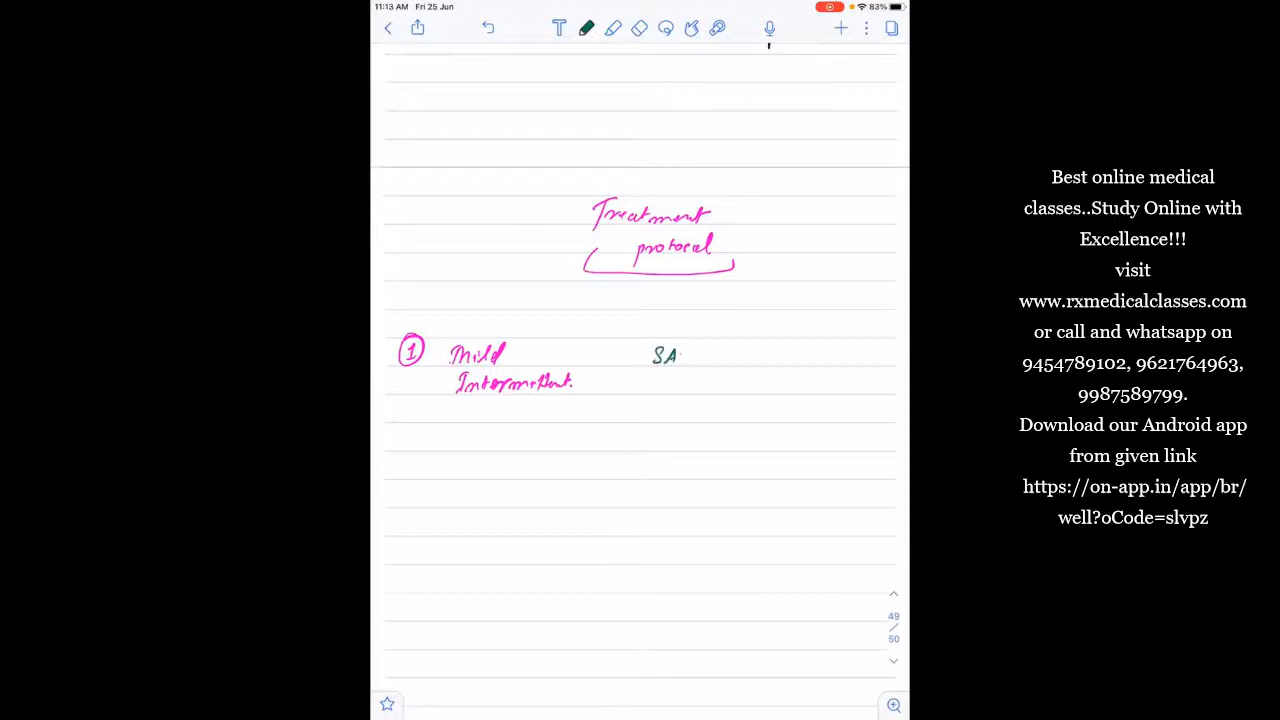 11:13 AM Fri 25 Jun
83%
Treatment
protocol
1 Mild SA
Intermittent.
49
/
50
Best online medical
classes..Study Online with
Excellence!!!
visit
www.rxmedicalclasses.com
or call and whatsapp on
9454789102, 9621764963,
9987589799.
Download our Android app
from given link
https://on-app.in/app/br/
well?oCode=slvpz